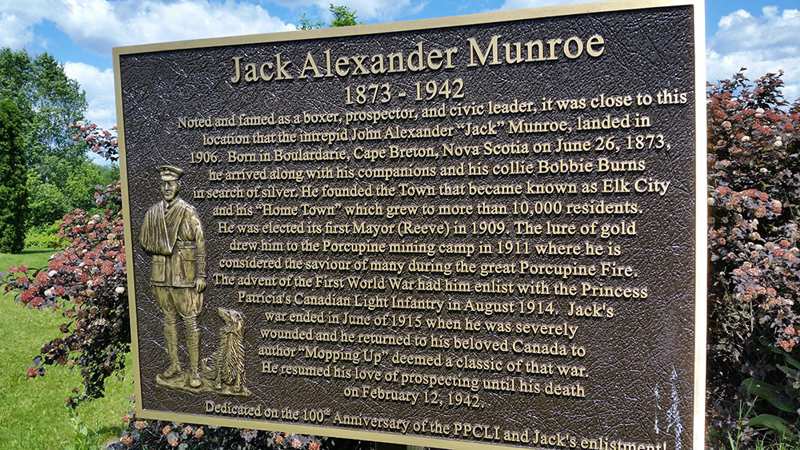 Jack Alexander Munroe
1873 - 1942
Noted and famed as a boxer, prospector, and civic leader, it was close to this
location that the intrepid John Alexander "Jack" Munroe, landed in
1906. Born in Boulardarie, Cape Breton, Nova Scotia on June 26, 1873,
he arrived along with his companions and his collie Bobbie Burns
in search of silver. He founded the Town that became known as Elk City
and his "Home Town" which grew to more than 10,000 residents.
He was elected its first Mayor (Reeve) in 1909. The lure of gold
drew him to the Porcupine mining camp in 1911 where he is
considered the saviour of many during the great Porcupine Fire.
The advent of the First World War had him enlist with the Princess
Patricia's Canadian Light Infantry in August 1914. Jack's
war ended in June of 1915 when he was severely
wounded and he returned to his beloved Canada to
author "Mopping Up" deemed a classic of that war.
He resumed his love of prospecting until his death
on February 12, 1942.
Dedicated on the 100th Anniversary of the PPCLI and Jack's enlistment!